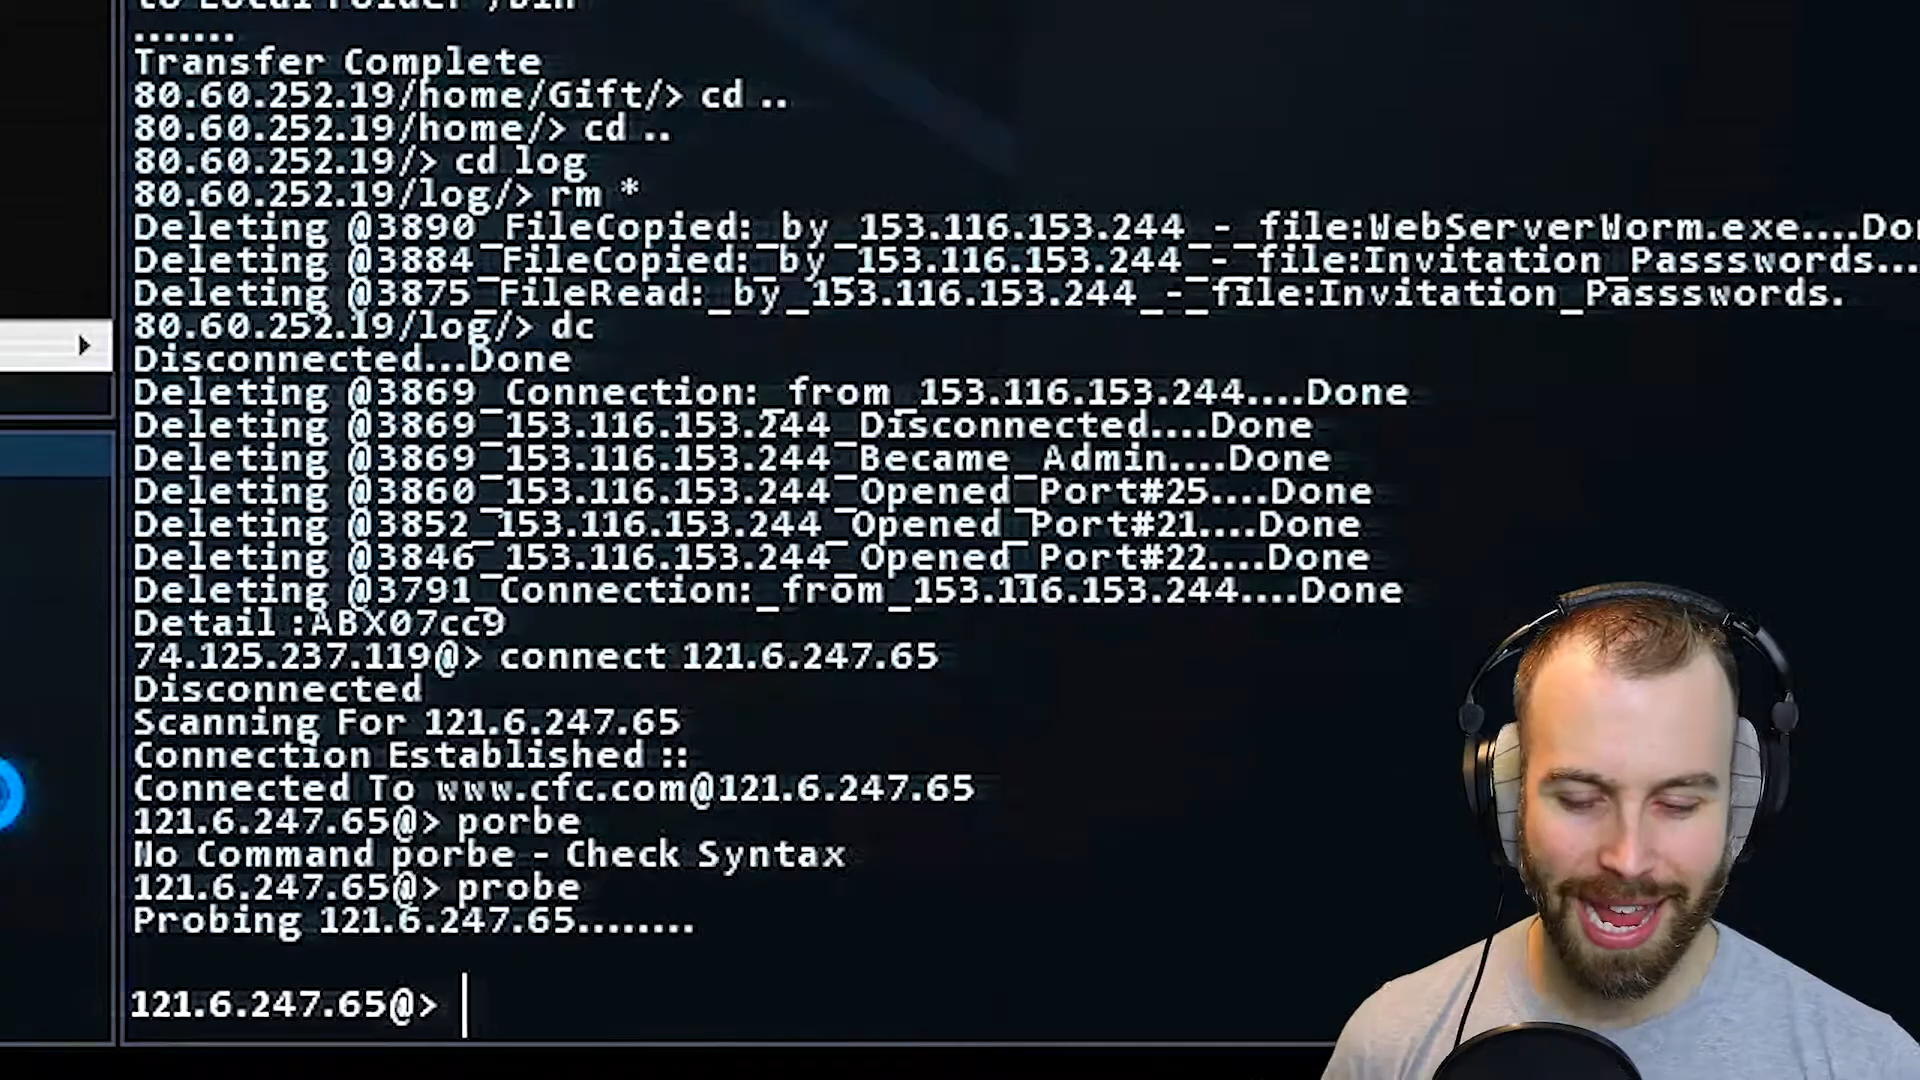 to Local Folder /bin
.......
Transfer Complete
80.60.252.19/home/Gift/> cd ..
80.60.252.19/home/> cd ..
80.60.252.19/> cd log
80.60.252.19/log/> rm *
Deleting @3890_FileCopied:_by_153.116.153.244_-_file:WebServerWorm.exe....Don
Deleting @3884_FileCopied:_by_153.116.153.244_-_file:Invitation_Passswords...
Deleting @3875_FileRead:_by_153.116.153.244_-_file:Invitation_Passswords.
80.60.252.19/log/> dc
Disconnected...Done
Deleting @3869_Connection:_from_153.116.153.244....Done
Deleting @3869_153.116.153.244_Disconnected....Done
Deleting @3869_153.116.153.244_Became_Admin....Done
Deleting @3860_153.116.153.244_Opened_Port#25....Done
Deleting @3852_153.116.153.244_Opened_Port#21....Done
Deleting @3846_153.116.153.244_Opened_Port#22....Done
Deleting @3791_Connection:_from_153.116.153.244....Done
Detail :ABX07cc9
74.125.237.119@> connect 121.6.247.65
Disconnected
Scanning For 121.6.247.65
Connection Established ::
Connected To www.cfc.com@121.6.247.65
121.6.247.65@> porbe
No Command porbe - Check Syntax
121.6.247.65@> probe
Probing 121.6.247.65........
121.6.247.65@>